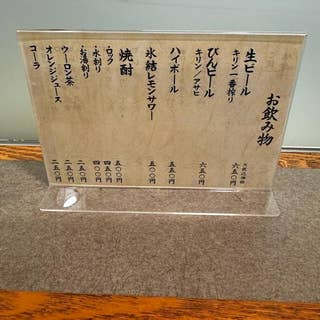 お飲み物
生ビール
キリン一番搾り 六五〇円
びんビール
キリン／アサヒ 六五〇円
ハイボール 五五〇円
氷結レモンサワー 五〇〇円
焼酎
・ロック 五〇〇円
・水割り 四五〇円
・お湯割り 四〇〇円
ウーロン茶 二五〇円
オレンジジュース 二五〇円
コーラ 二五〇円